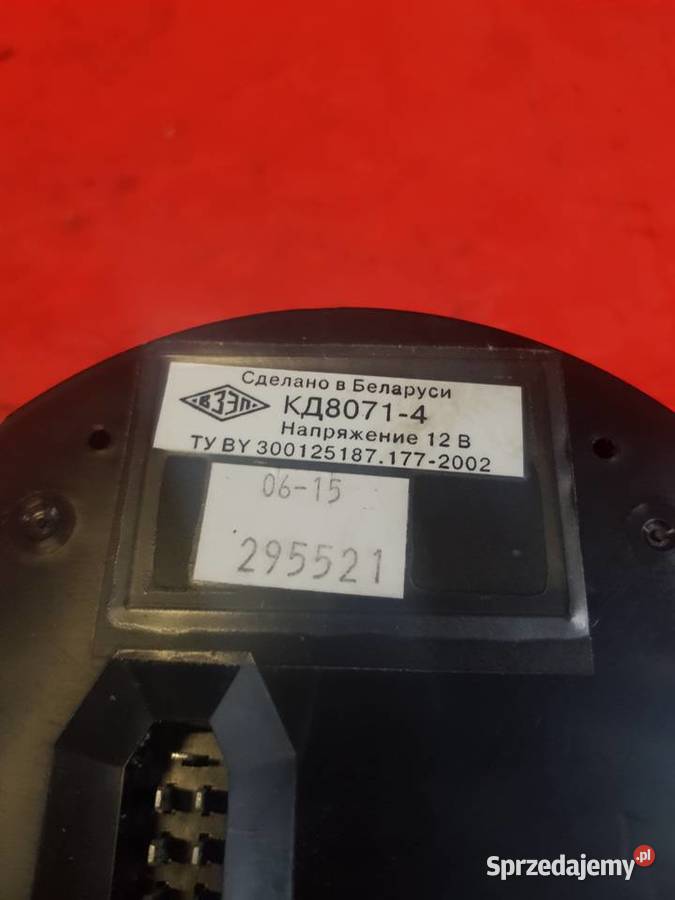 Сделано в Беларуси
ВЗЭП КД8071-4
Напряжение 12 В
ТУ BY 300125187.177-2002
06-15
295521
Sprzedajemy.pl